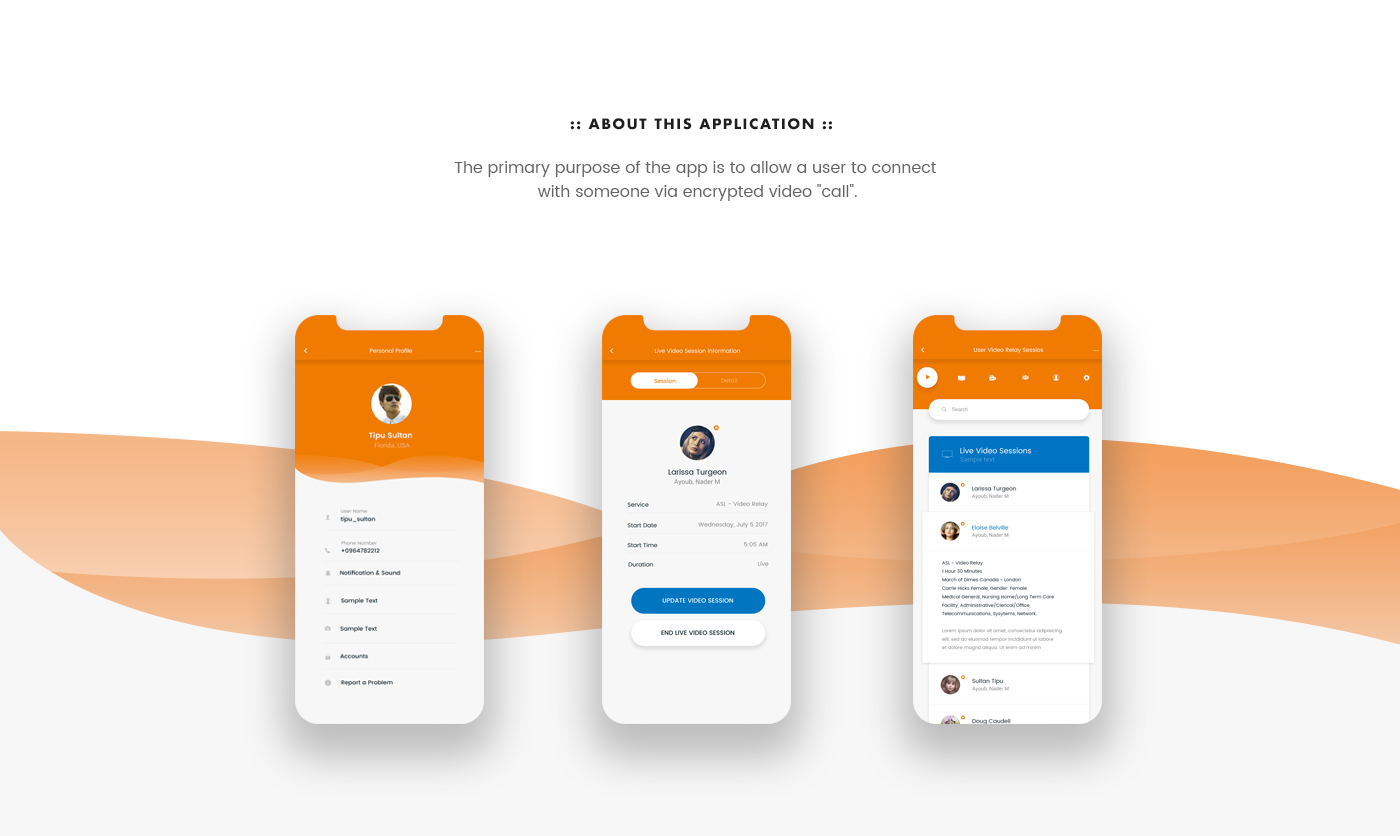 :: ABOUT THIS APPLICATION ::
The primary purpose of the app is to allow a user to connect
with someone via encrypted video "call".
Personal Profile
Tipu Sultan
Florida, USA
User Name
tipu_sultan
Phone Number
+0964782212
Notification & Sound
Sample Text
Sample Text
Accounts
Report a Problem
Live Video Session Information
Session Detail
Larissa Turgeon
Ayoub, Nader M
Service ASL - Video Relay
Start Date Wednesday, July 5 2017
Start Time 5:05 AM
Duration Live
UPDATE VIDEO SESSION
END LIVE VIDEO SESSION
User Video Relay Sessios
Search
Live Video Sessions
Sample text
Larissa Turgeon
Ayoub, Nader M
Eloise Belville
Ayoub, Nader M
ASL - Video Relay
1 Hour 30 Minutes
March of Dimes Canada - London
Carrie Hicks Female, Gender: Female
Medical General, Nursing Home/Long Term Care
Facility, Administrative/Clerical/Office,
Telecommunications, Sysytems, Network.
Lorem ipsum dolor sit amet, consectetur adipisicing
elit, sed do eiusmod tempor incididunt ut labore
et dolore magna aliqua. Ut enim ad minim
Sultan Tipu
Ayoub, Nader M
Doug Caudell